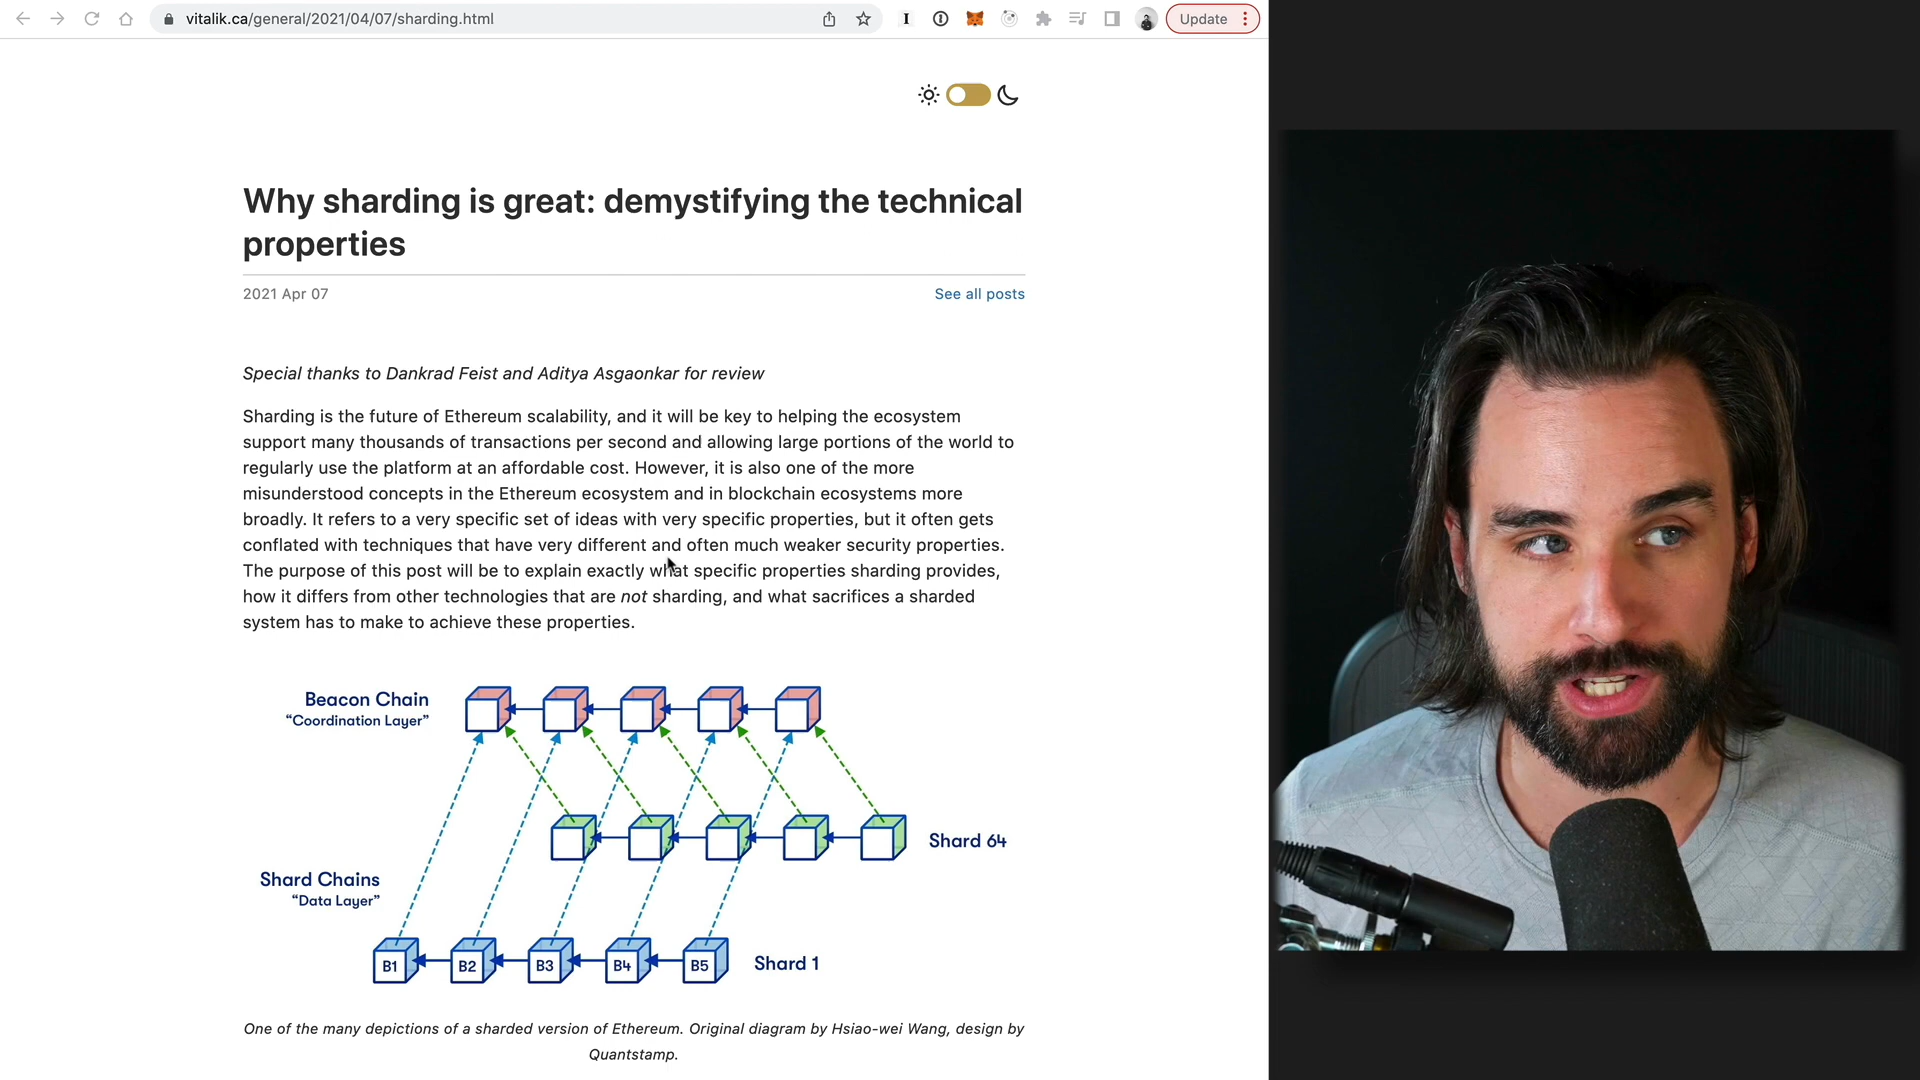 vitalik.ca/general/2021/04/07/sharding.html
Update
Why sharding is great: demystifying the technical
properties
2021 Apr 07
See all posts
Special thanks to Dankrad Feist and Aditya Asgaonkar for review
Sharding is the future of Ethereum scalability, and it will be key to helping the ecosystem
support many thousands of transactions per second and allowing large portions of the world to
regularly use the platform at an affordable cost. However, it is also one of the more
misunderstood concepts in the Ethereum ecosystem and in blockchain ecosystems more
broadly. It refers to a very specific set of ideas with very specific properties, but it often gets
conflated with techniques that have very different and often much weaker security properties.
The purpose of this post will be to explain exactly what specific properties sharding provides,
how it differs from other technologies that are not sharding, and what sacrifices a sharded
system has to make to achieve these properties.
Beacon Chain
“Coordination Layer”
Shard 64
Shard Chains
“Data Layer”
B1 B2 B3 B4 B5
Shard 1
One of the many depictions of a sharded version of Ethereum. Original diagram by Hsiao-wei Wang, design by
Quantstamp.